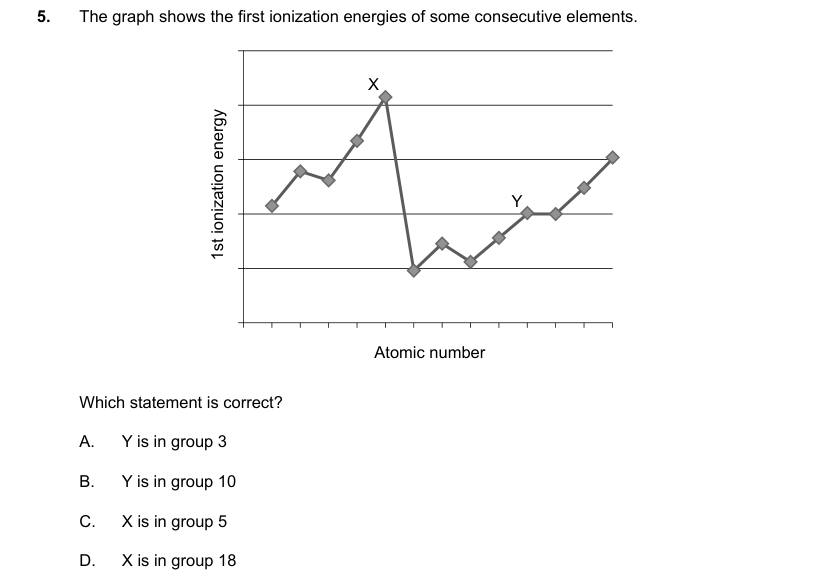 5. The graph shows the first ionization energies of some consecutive elements.
X
1st ionization energy
Y
Atomic number
Which statement is correct?
A. Y is in group 3
B. Y is in group 10
C. X is in group 5
D. X is in group 18